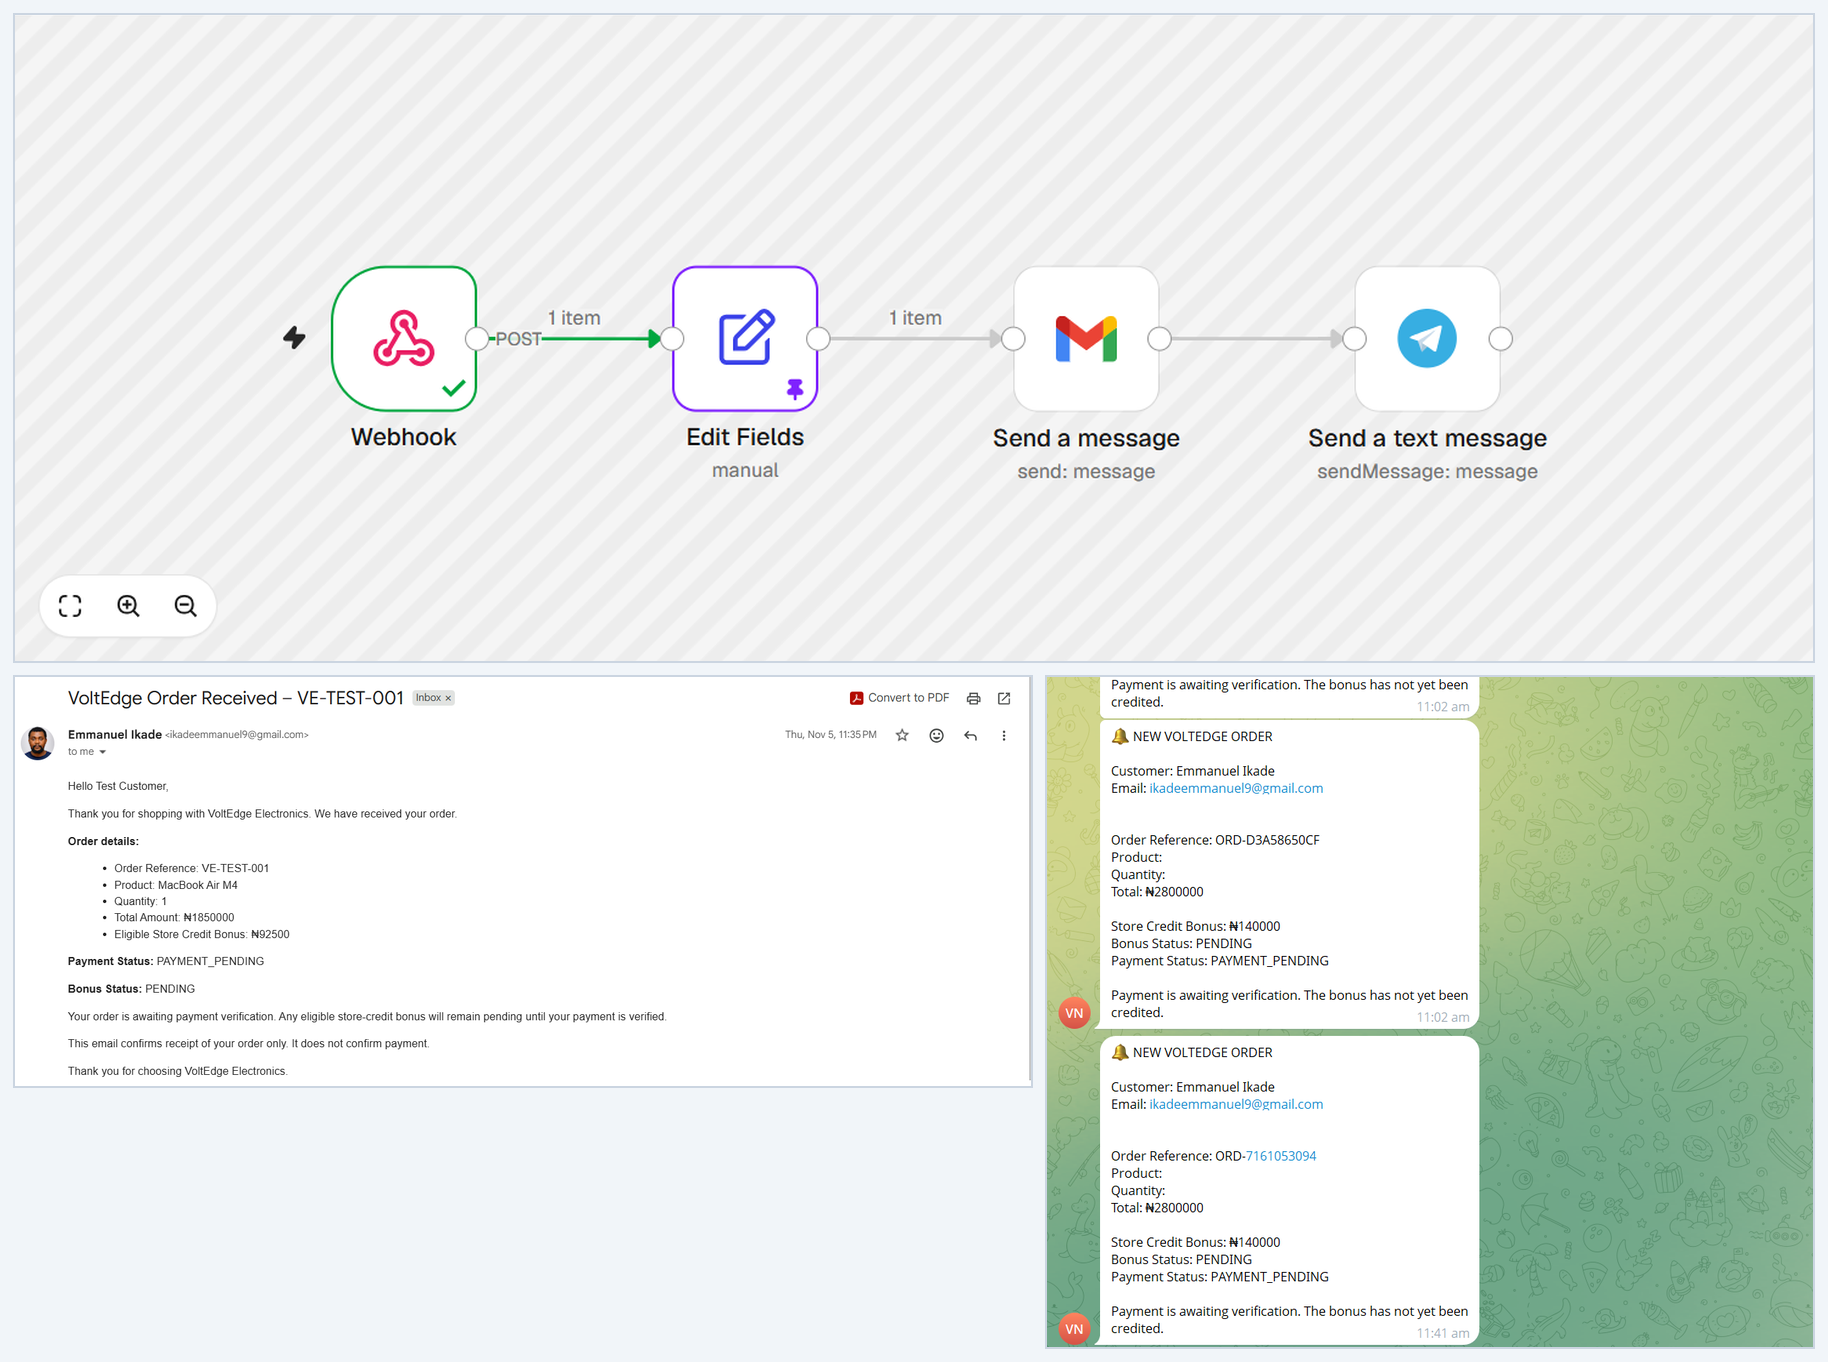 1 item
POST
1 item
Webhook
Edit Fields
manual
Send a message
send: message
Send a text message
sendMessage: message
VoltEdge Order Received – VE-TEST-001 Inbox ×
Convert to PDF
Emmanuel Ikade <ikadeemmanuel9@gmail.com>
Thu, Nov 5, 11:35 PM
to me
Hello Test Customer,
Thank you for shopping with VoltEdge Electronics. We have received your order.
Order details:
• Order Reference: VE-TEST-001
• Product: MacBook Air M4
• Quantity: 1
• Total Amount: ₦1850000
• Eligible Store Credit Bonus: ₦92500
Payment Status: PAYMENT_PENDING
Bonus Status: PENDING
Your order is awaiting payment verification. Any eligible store-credit bonus will remain pending until your payment is verified.
This email confirms receipt of your order only. It does not confirm payment.
Thank you for choosing VoltEdge Electronics.
Payment is awaiting verification. The bonus has not yet been
credited.
11:02 am
🔔 NEW VOLTEDGE ORDER
Customer: Emmanuel Ikade
Email: ikadeemmanuel9@gmail.com
Order Reference: ORD-D3A58650CF
Product:
Quantity:
Total: ₦2800000
Store Credit Bonus: ₦140000
Bonus Status: PENDING
Payment Status: PAYMENT_PENDING
Payment is awaiting verification. The bonus has not yet been
credited.
11:02 am
VN
🔔 NEW VOLTEDGE ORDER
Customer: Emmanuel Ikade
Email: ikadeemmanuel9@gmail.com
Order Reference: ORD-7161053094
Product:
Quantity:
Total: ₦2800000
Store Credit Bonus: ₦140000
Bonus Status: PENDING
Payment Status: PAYMENT_PENDING
Payment is awaiting verification. The bonus has not yet been
credited.
11:41 am
VN